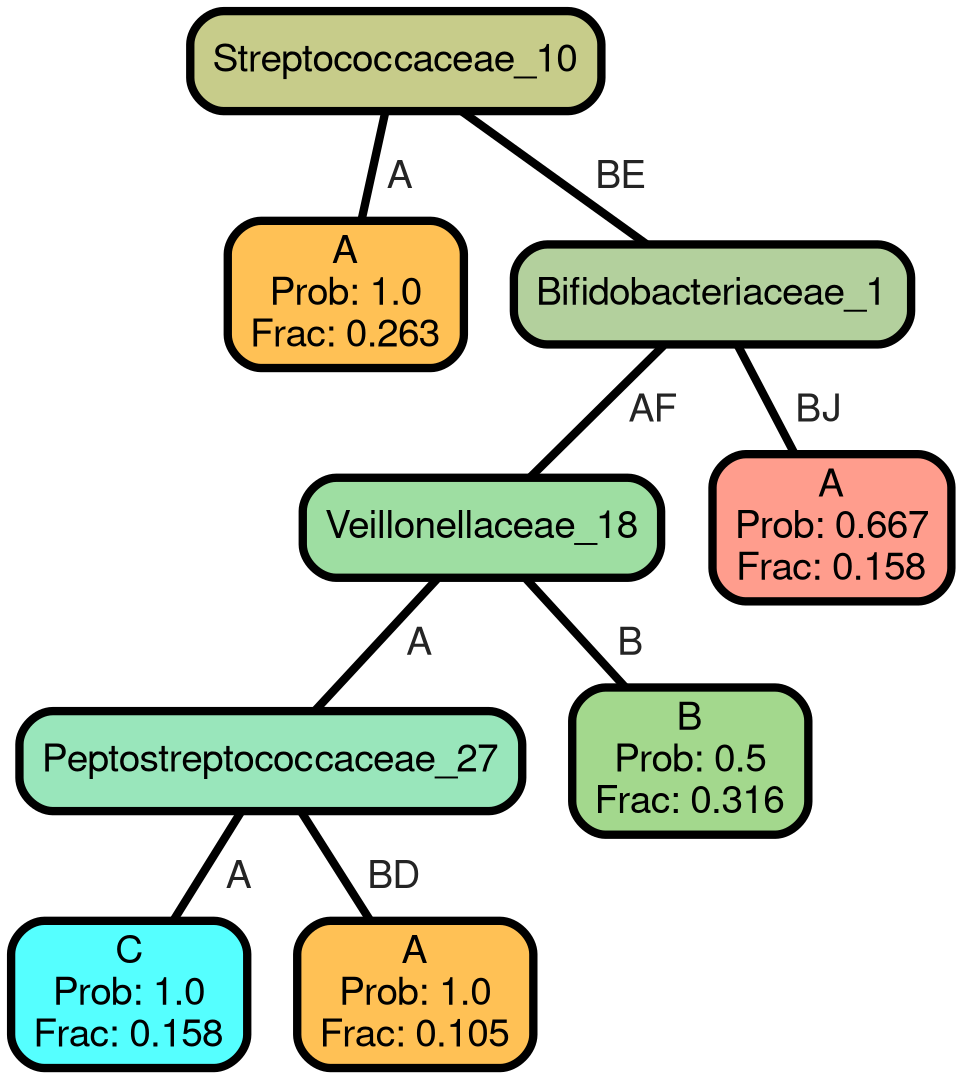 Streptococcaceae_10
A
BE
A
Prob: 1.0
Frac: 0.263
Bifidobacteriaceae_1
AF
BJ
Veillonellaceae_18
A
Prob: 0.667
Frac: 0.158
A
B
Peptostreptococcaceae_27
B
Prob: 0.5
Frac: 0.316
A
BD
C
Prob: 1.0
Frac: 0.158
A
Prob: 1.0
Frac: 0.105